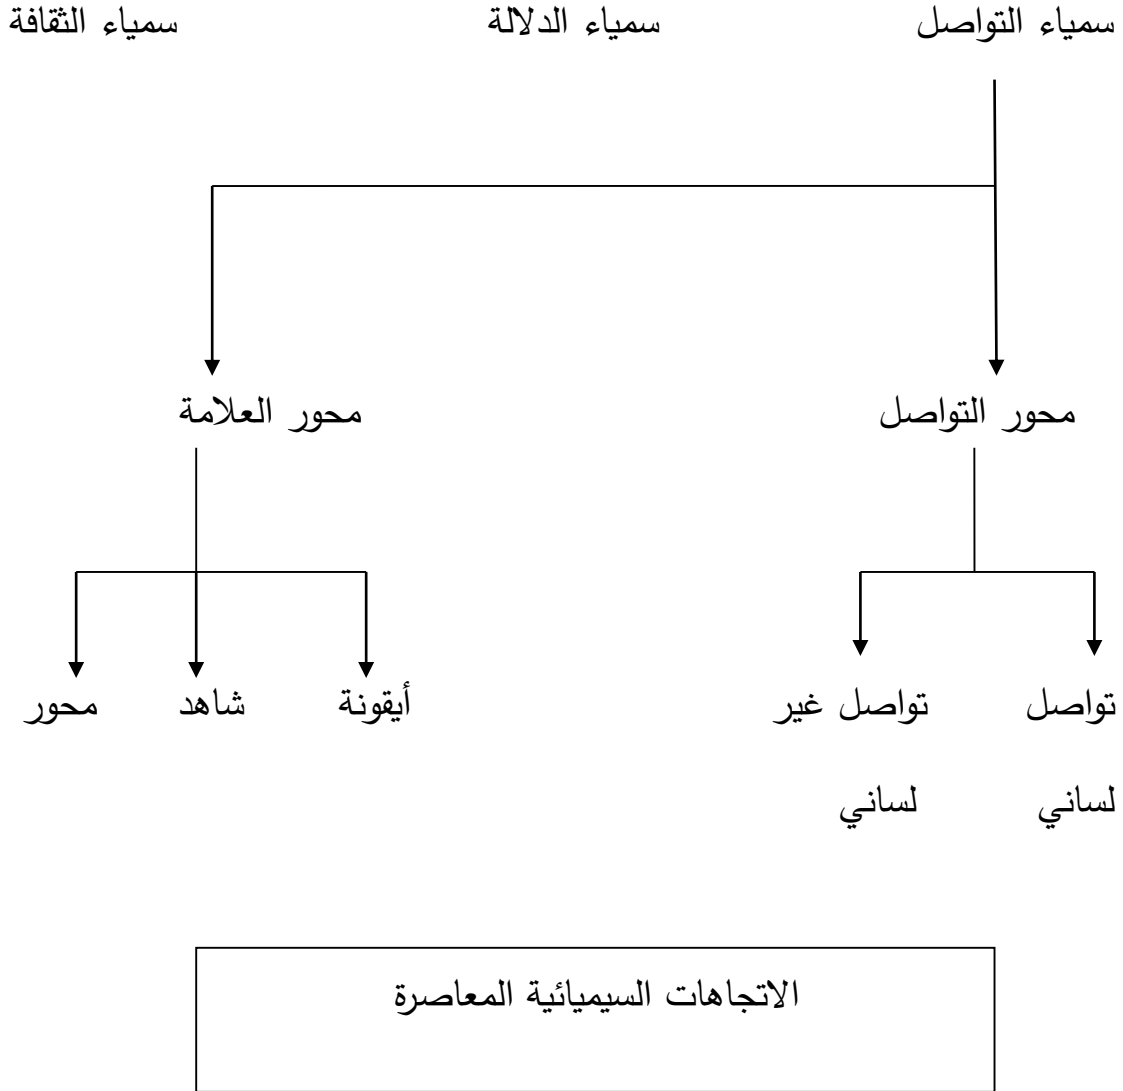 سمياء التواصل سمياء الدلالة سمياء الثقافة
محور التواصل محور العلامة
تواصل تواصل غير أيقونة شاهد محور
لساني لساني
الاتجاهات السيميائية المعاصرة